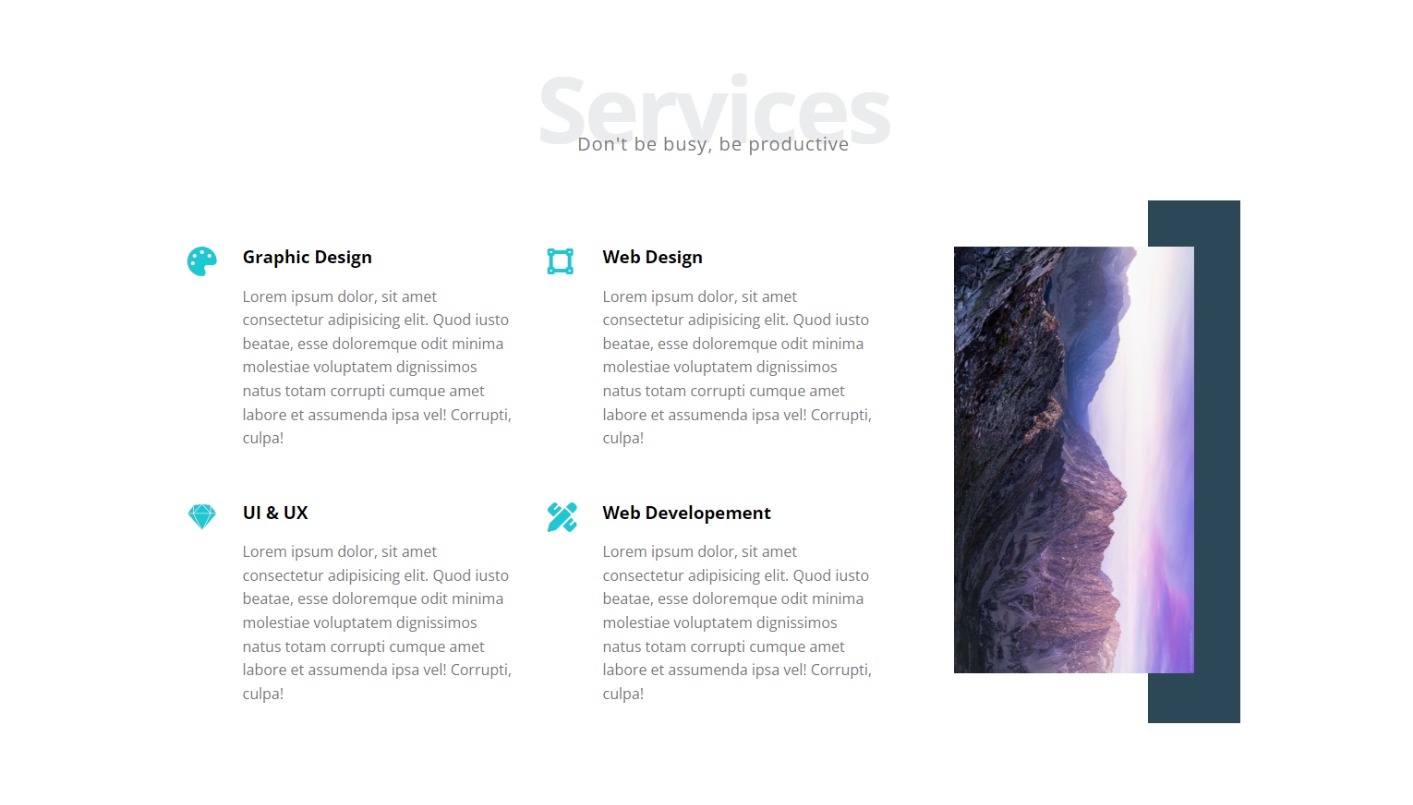 Services
Don't be busy, be productive
Graphic Design
Lorem ipsum dolor, sit amet
consectetur adipisicing elit. Quod iusto
beatae, esse doloremque odit minima
molestiae voluptatem dignissimos
natus totam corrupti cumque amet
labore et assumenda ipsa vel! Corrupti,
culpa!
Web Design
Lorem ipsum dolor, sit amet
consectetur adipisicing elit. Quod iusto
beatae, esse doloremque odit minima
molestiae voluptatem dignissimos
natus totam corrupti cumque amet
labore et assumenda ipsa vel! Corrupti,
culpa!
UI & UX
Lorem ipsum dolor, sit amet
consectetur adipisicing elit. Quod iusto
beatae, esse doloremque odit minima
molestiae voluptatem dignissimos
natus totam corrupti cumque amet
labore et assumenda ipsa vel! Corrupti,
culpa!
Web Developement
Lorem ipsum dolor, sit amet
consectetur adipisicing elit. Quod iusto
beatae, esse doloremque odit minima
molestiae voluptatem dignissimos
natus totam corrupti cumque amet
labore et assumenda ipsa vel! Corrupti,
culpa!